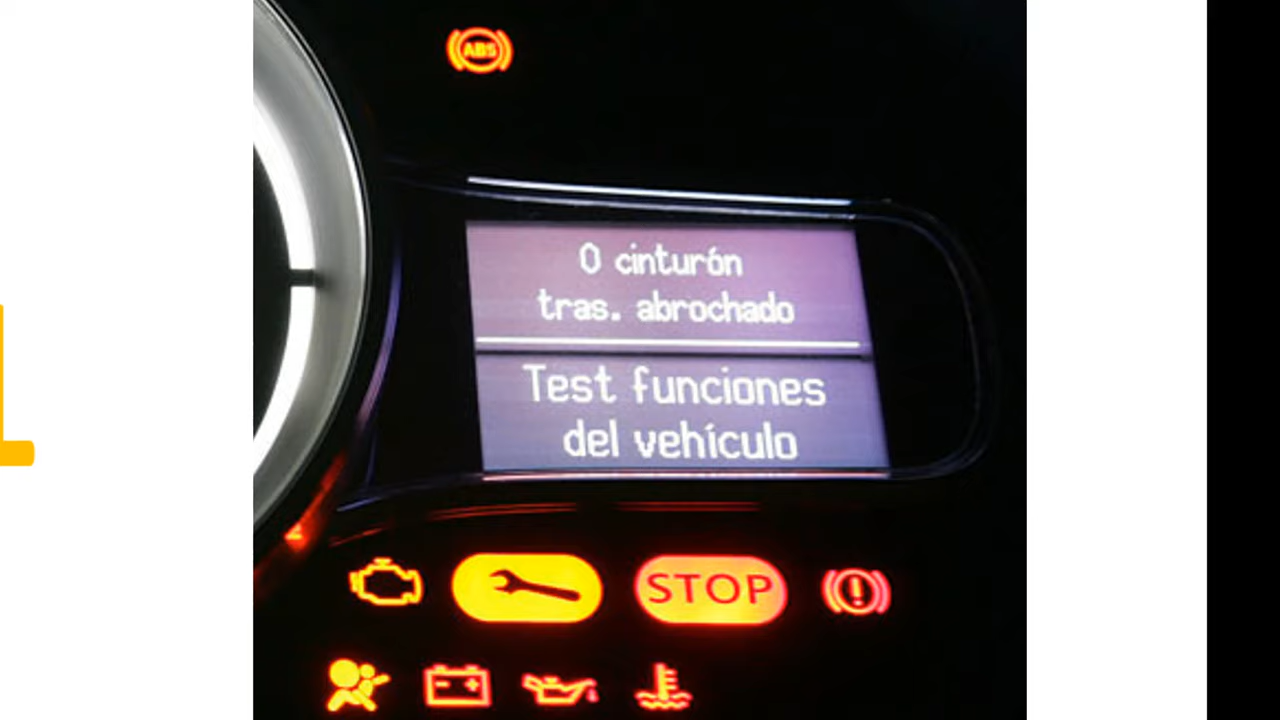 ABS
0 cinturón
tras. abrochado
Test funciones
del vehículo
STOP